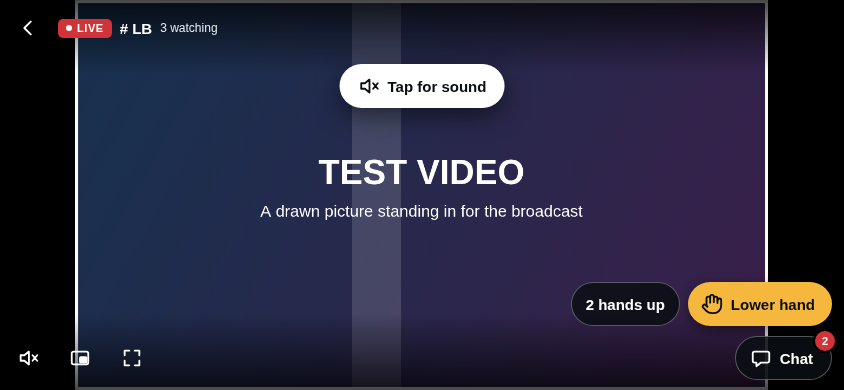 LIVE # LB 3 watching
Tap for sound
TEST VIDEO
A drawn picture standing in for the broadcast
2 hands up
Lower hand
2
Chat